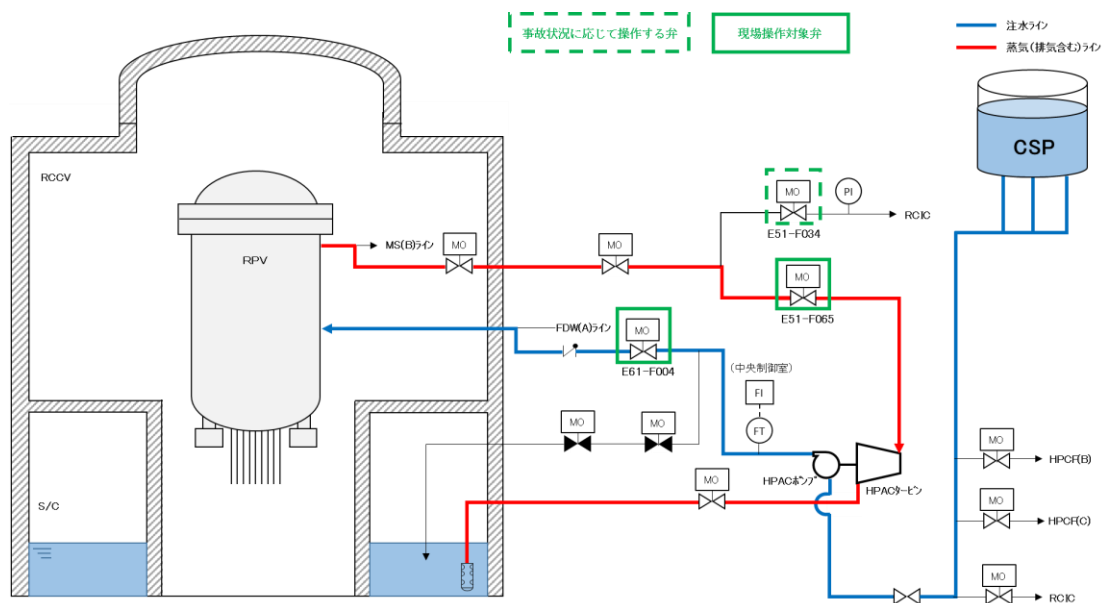 事故状況に応じて操作する弁
現場操作対象弁
注水ライン
蒸気(排気含む)ライン
CSP
RCCV
MO
PI
RCIC
E51-F034
MS(B)ライン
MO
MO
RPV
MO
E51-F065
FDW(A)ライン
MO
E61-F004
(中央制御室)
FI
FT
MO
MO
MO
HPCF(B)
HPACポンプ
HPACタービン
MO
S/C
MO
HPCF(C)
MO
RCIC